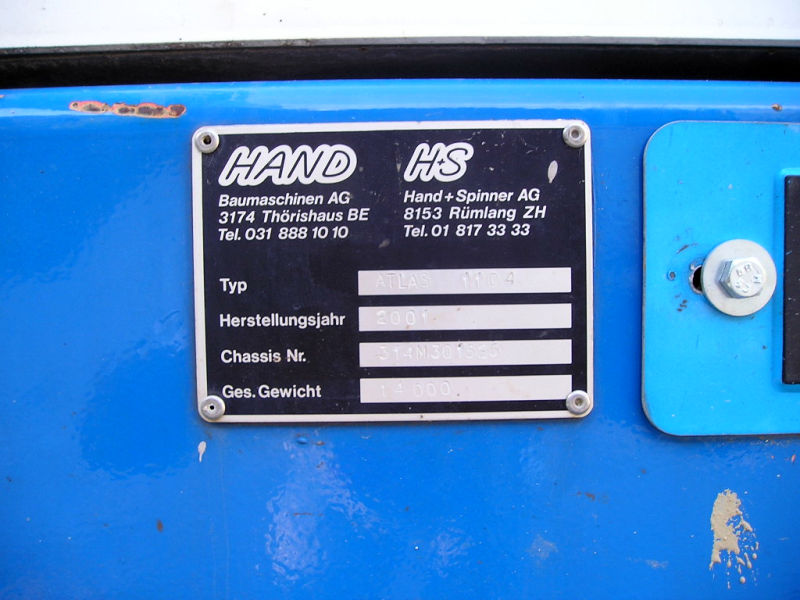 HAND
Baumaschinen AG
3174 Thörishaus BE
Tel. 031 888 10 10
HS
Hand+Spinner AG
8153 Rümlang ZH
Tel. 01 817 33 33
Typ ATLAS 1104
Herstellungsjahr 2001
Chassis Nr.
Ges. Gewicht 14000